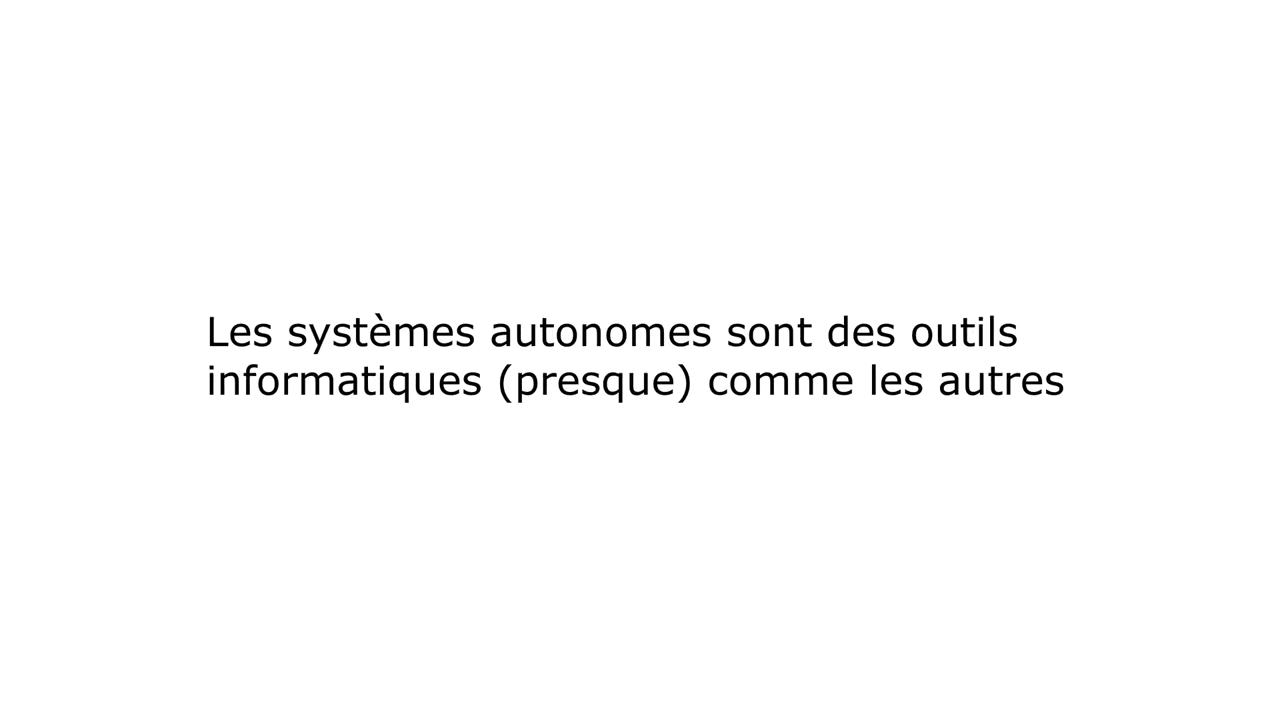 Les systèmes autonomes sont des outils
informatiques (presque) comme les autres